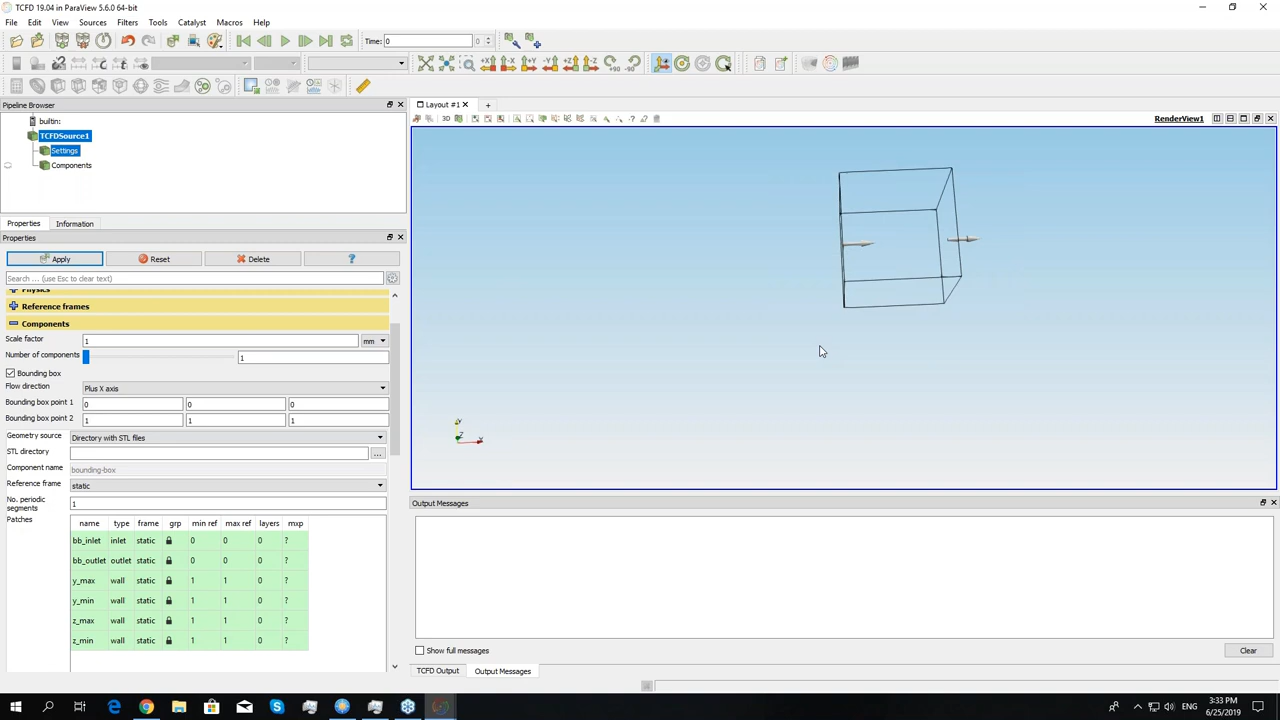 TCFD 19.04 in ParaView 5.6.0 64-bit
File Edit View Sources Filters Tools Catalyst Macros Help
Time: 0 0
Pipeline Browser
Layout #1
builtin:
3D
RenderView1
TCFDSource1
Settings
Components
Properties Information
Properties
Apply Reset Delete ?
Search ... (use Esc to clear text)
Physics
Reference frames
Components
Scale factor 1 mm
Number of components 1
Bounding box
Flow direction Plus X axis
Bounding box point 1 0 0 0
Bounding box point 2 1 1 1
Geometry source Directory with STL files
STL directory ...
Component name bounding-box
Reference frame static
No. periodic segments 1
Patches
name type frame grp min ref max ref layers mxp
bb_inlet inlet static 0 0 0 ?
bb_outlet outlet static 0 0 0 ?
y_max wall static 1 1 0 ?
y_min wall static 1 1 0 ?
z_max wall static 1 1 0 ?
z_min wall static 1 1 0 ?
Y
Z
X
Output Messages
Show full messages
Clear
TCFD Output Output Messages
ENG
3:33 PM
6/25/2019